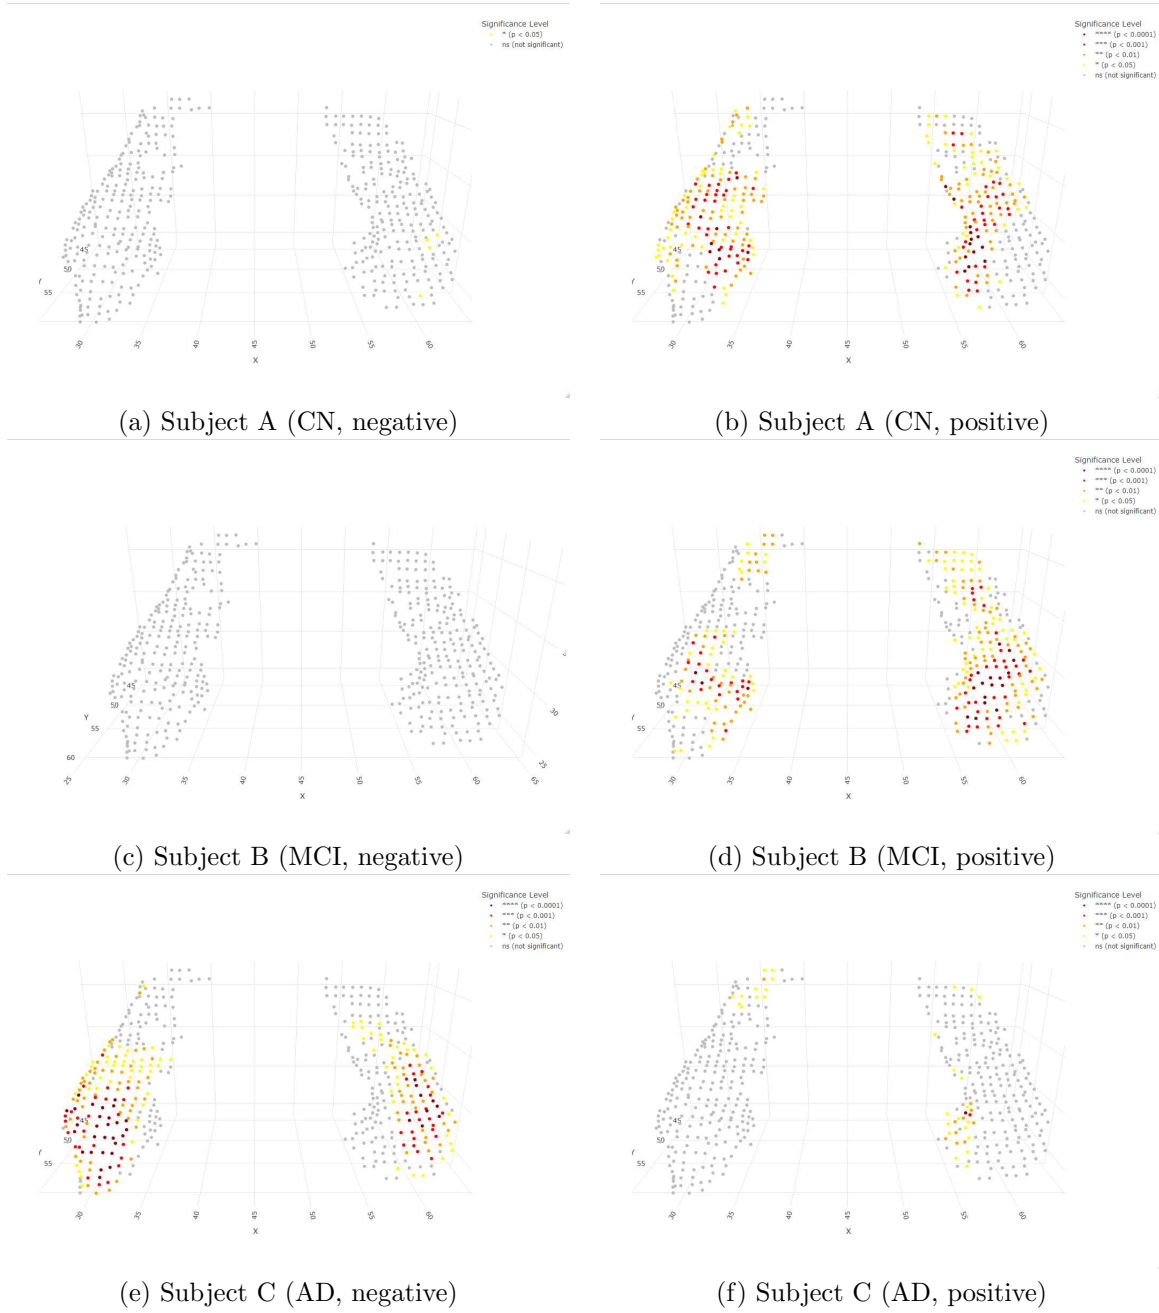 Significance Level
* (p < 0.05)
ns (not significant)
45
50
Y
55
30
35
40
45
50
55
60
X
(a) Subject A (CN, negative)
Significance Level
**** (p < 0.0001)
*** (p < 0.001)
** (p < 0.01)
* (p < 0.05)
ns (not significant)
45
50
Y
55
30
35
40
45
50
55
60
X
(b) Subject A (CN, positive)
45
50
Y
55
60
25
30
35
40
45
50
55
60
65
X
30
25
(c) Subject B (MCI, negative)
Significance Level
**** (p < 0.0001)
*** (p < 0.001)
** (p < 0.01)
* (p < 0.05)
ns (not significant)
45
50
Y
55
30
35
40
45
50
55
60
X
(d) Subject B (MCI, positive)
Significance Level
**** (p < 0.0001)
*** (p < 0.001)
** (p < 0.01)
* (p < 0.05)
ns (not significant)
45
50
Y
55
30
35
40
45
50
55
60
X
(e) Subject C (AD, negative)
Significance Level
**** (p < 0.0001)
*** (p < 0.001)
** (p < 0.01)
* (p < 0.05)
ns (not significant)
45
50
Y
55
30
35
40
45
50
55
60
X
(f) Subject C (AD, positive)